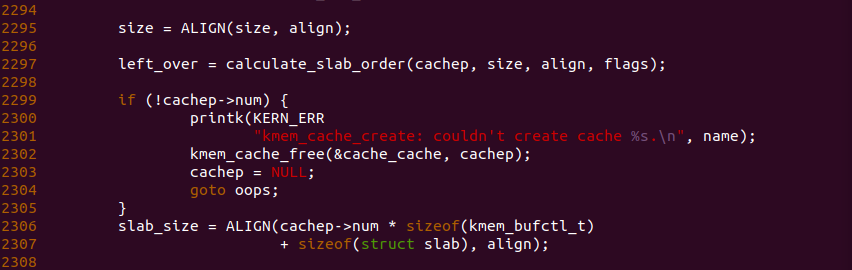 2294
2295 size = ALIGN(size, align);
2296
2297 left_over = calculate_slab_order(cachep, size, align, flags);
2298
2299 if (!cachep->num) {
2300 printk(KERN_ERR
2301 "kmem_cache_create: couldn't create cache %s.\n", name);
2302 kmem_cache_free(&cache_cache, cachep);
2303 cachep = NULL;
2304 goto oops;
2305 }
2306 slab_size = ALIGN(cachep->num * sizeof(kmem_bufctl_t)
2307 + sizeof(struct slab), align);
2308